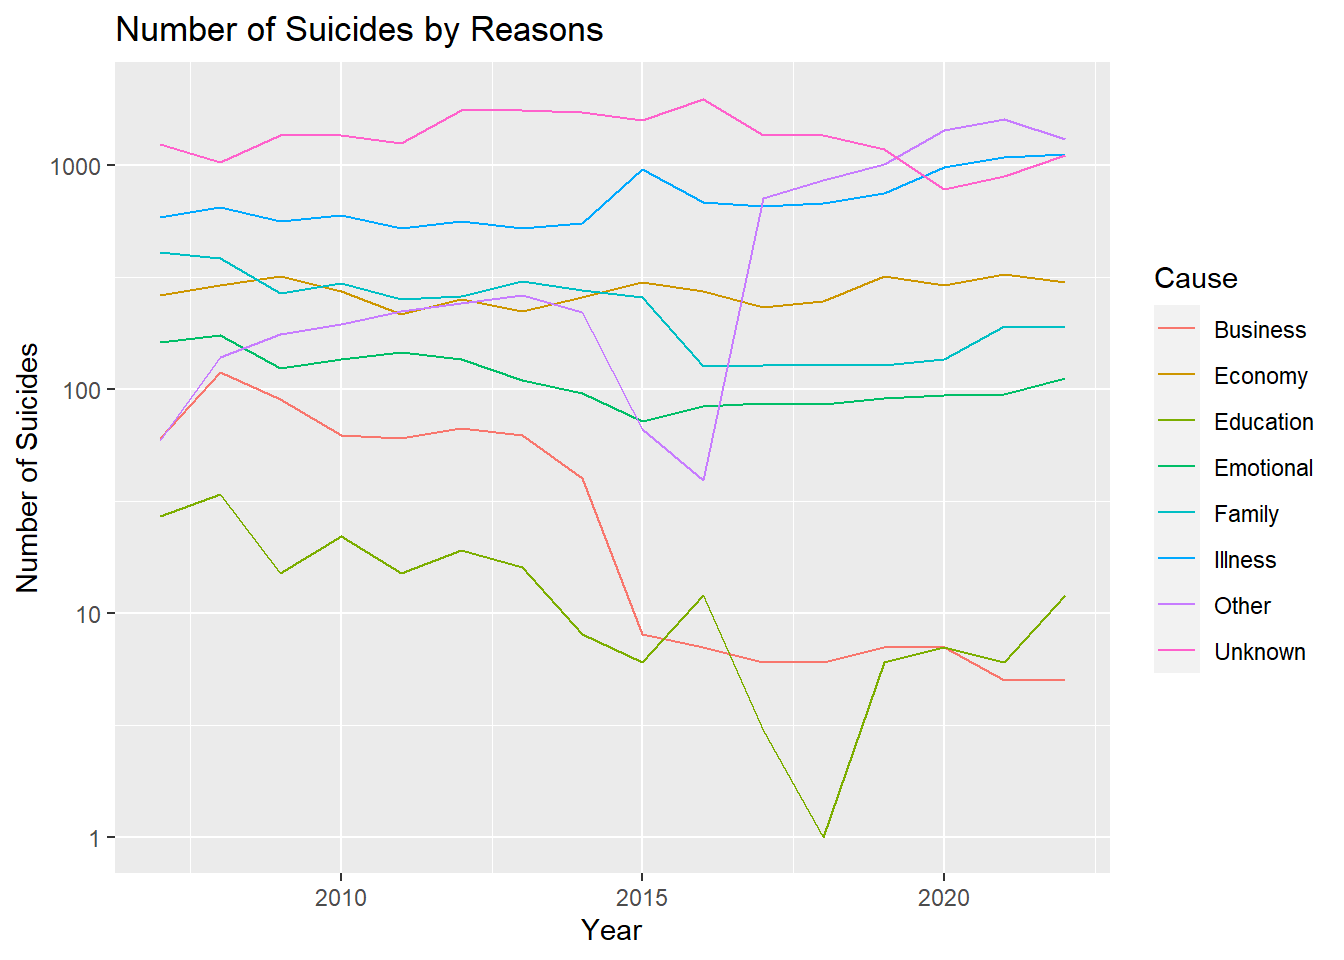 Number of Suicides by Reasons
Number of Suicides
1000
100
10
1
2010
2015
2020
Year
Cause
Business
Economy
Education
Emotional
Family
Illness
Other
Unknown